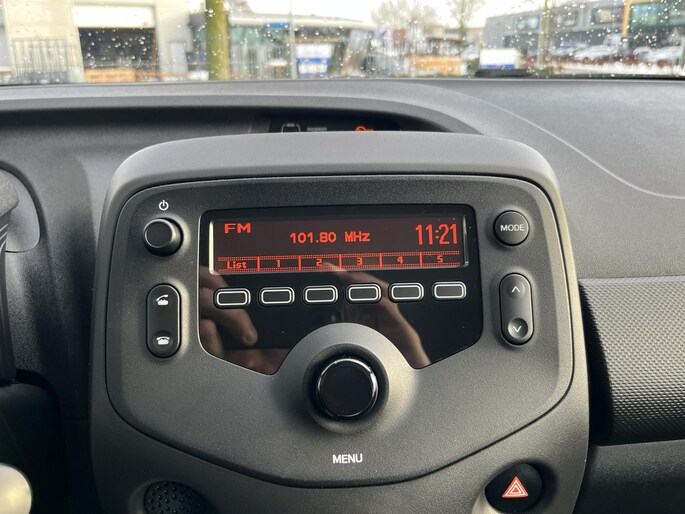 FM
101.80 MHz
11:21
List 1 2 3 4 5
MODE
MENU